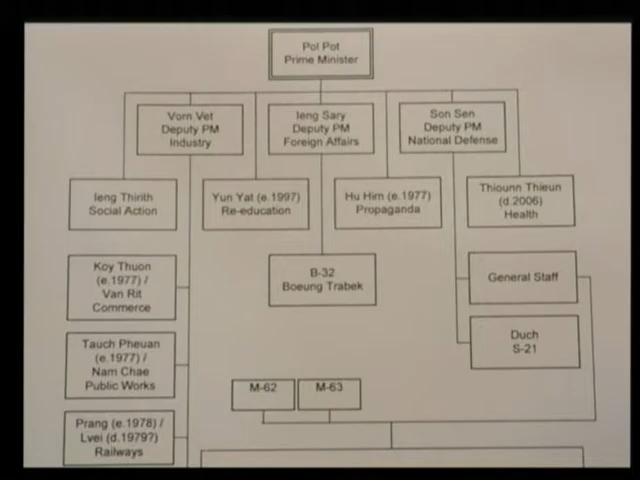 Pol Pot
Prime Minister
Vorn Vet
Deputy PM
Industry
Ieng Sary
Deputy PM
Foreign Affairs
Son Sen
Deputy PM
National Defense
Ieng Thirith
Social Action
Yun Yat (e.1997)
Re-education
Hu Him (e.1977)
Propaganda
Thiounn Thieun
(d.2006)
Health
Koy Thuon
(e.1977) /
Van Rit
Commerce
B-32
Boeung Trabek
General Staff
Tauch Pheuan
(e.1977) /
Nam Chae
Public Works
Duch
S-21
M-62
M-63
Prang (e.1978) /
Lvei (d.1979?)
Railways